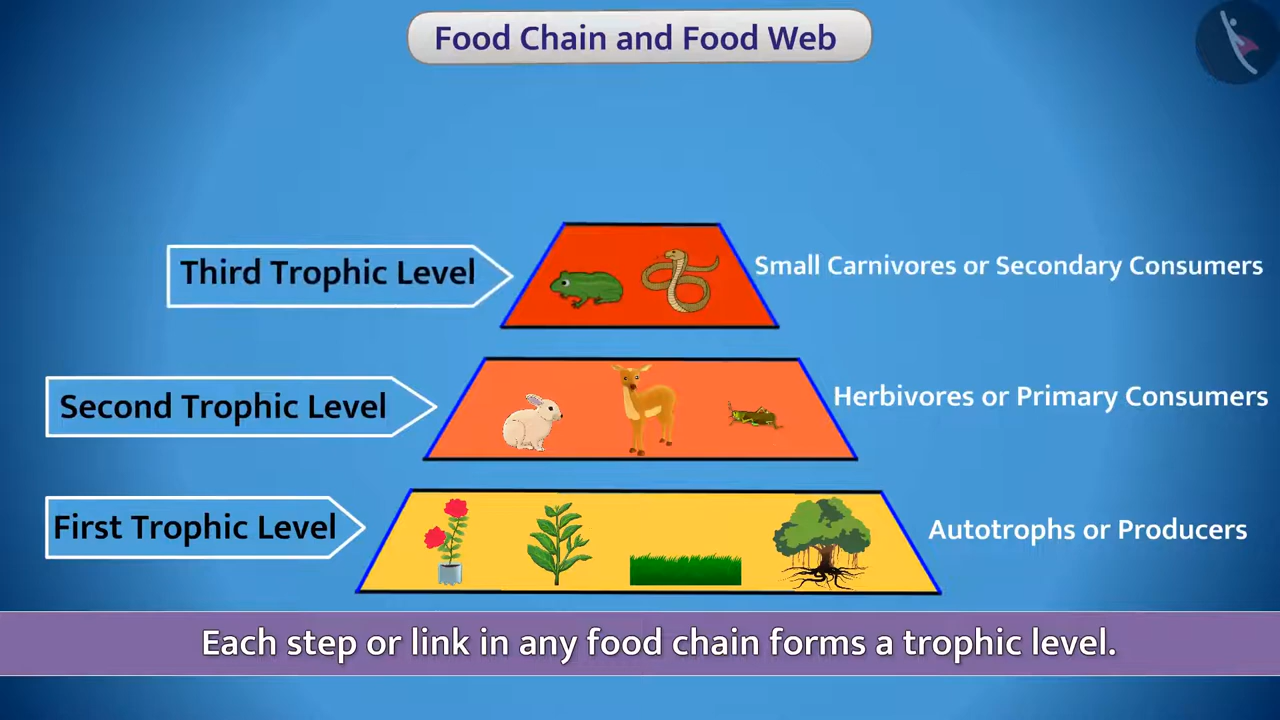 Food Chain and Food Web
Third Trophic Level
Small Carnivores or Secondary Consumers
Second Trophic Level
Herbivores or Primary Consumers
First Trophic Level
Autotrophs or Producers
Each step or link in any food chain forms a trophic level.